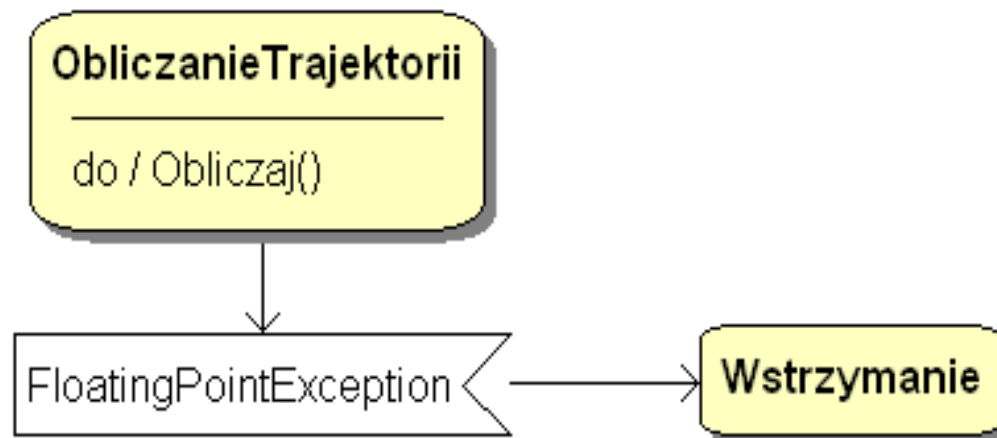 ObliczanieTrajektorii
do / Obliczaj()
FloatingPointException
Wstrzymanie